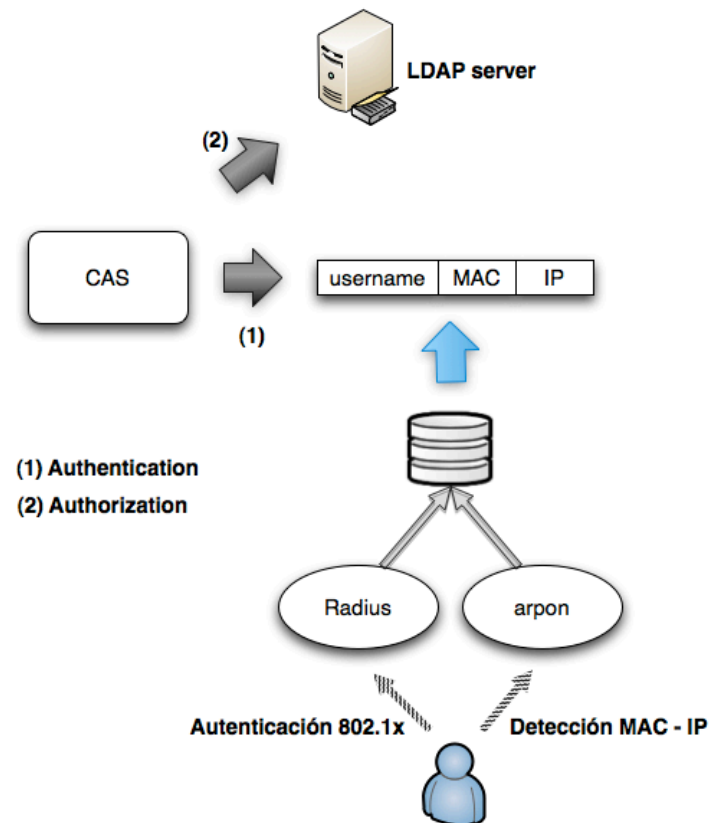 LDAP server
(2)
CAS
username MAC IP
(1)
(1) Authentication
(2) Authorization
Radius
arpon
Autenticación 802.1x
Detección MAC - IP